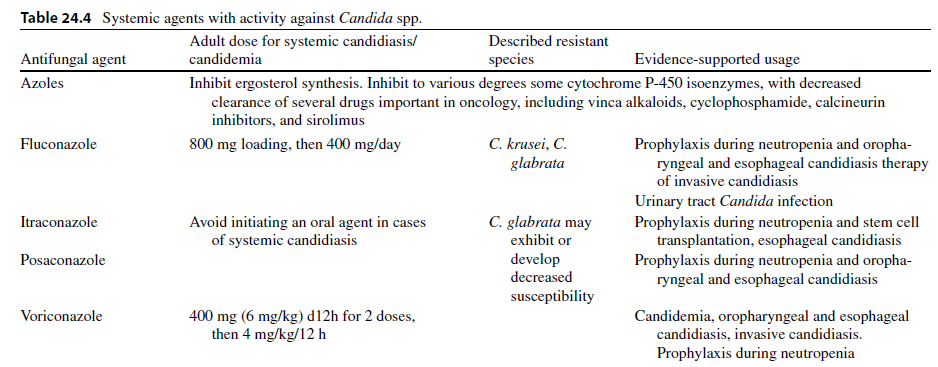 Table 24.4 Systemic agents with activity against Candida spp.
Antifungal agent
Adult dose for systemic candidiasis/
candidemia
Described resistant
species
Evidence-supported usage
Azoles
Inhibit ergosterol synthesis. Inhibit to various degrees some cytochrome P-450 isoenzymes, with decreased
clearance of several drugs important in oncology, including vinca alkaloids, cyclophosphamide, calcineurin
inhibitors, and sirolimus
Fluconazole
800 mg loading, then 400 mg/day
C. krusei, C.
glabrata
Prophylaxis during neutropenia and oropha-
ryngeal and esophageal candidiasis therapy
of invasive candidiasis
Urinary tract Candida infection
Itraconazole
Avoid initiating an oral agent in cases
of systemic candidiasis
C. glabrata may
exhibit or
develop
decreased
susceptibility
Prophylaxis during neutropenia and stem cell
transplantation, esophageal candidiasis
Posaconazole
Prophylaxis during neutropenia and oropha-
ryngeal and esophageal candidiasis
Voriconazole
400 mg (6 mg/kg) d12h for 2 doses,
then 4 mg/kg/12 h
Candidemia, oropharyngeal and esophageal
candidiasis, invasive candidiasis.
Prophylaxis during neutropenia